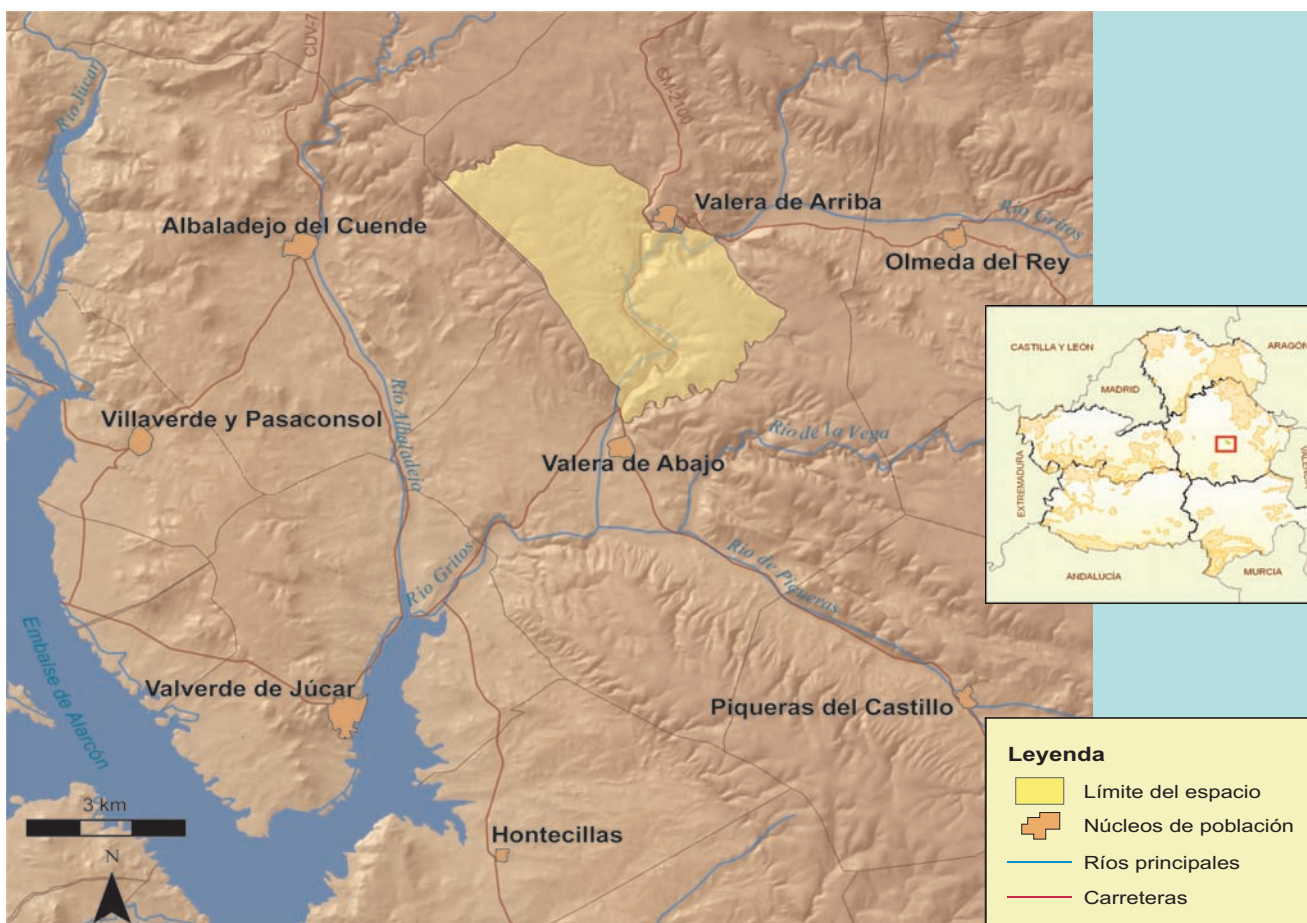 CUV-7
Río Júcar
CM-2100
Valera de Arriba
Albaladejo del Cuende
Río Gritos
Olmeda del Rey
CASTILLA Y LEÓN
ARAGÓN
MADRID
EXTREMADURA
ANDALUCÍA
MURCIA
Río Albaladejo
Villaverde y Pasaconsol
Río de la Vega
Valera de Abajo
Río Gritos
Río de Piqueras
Embalse de Alarcón
Valverde de Júcar
Piqueras del Castillo
3 km
N
Hontecillas
Leyenda
Límite del espacio
Núcleos de población
Ríos principales
Carreteras